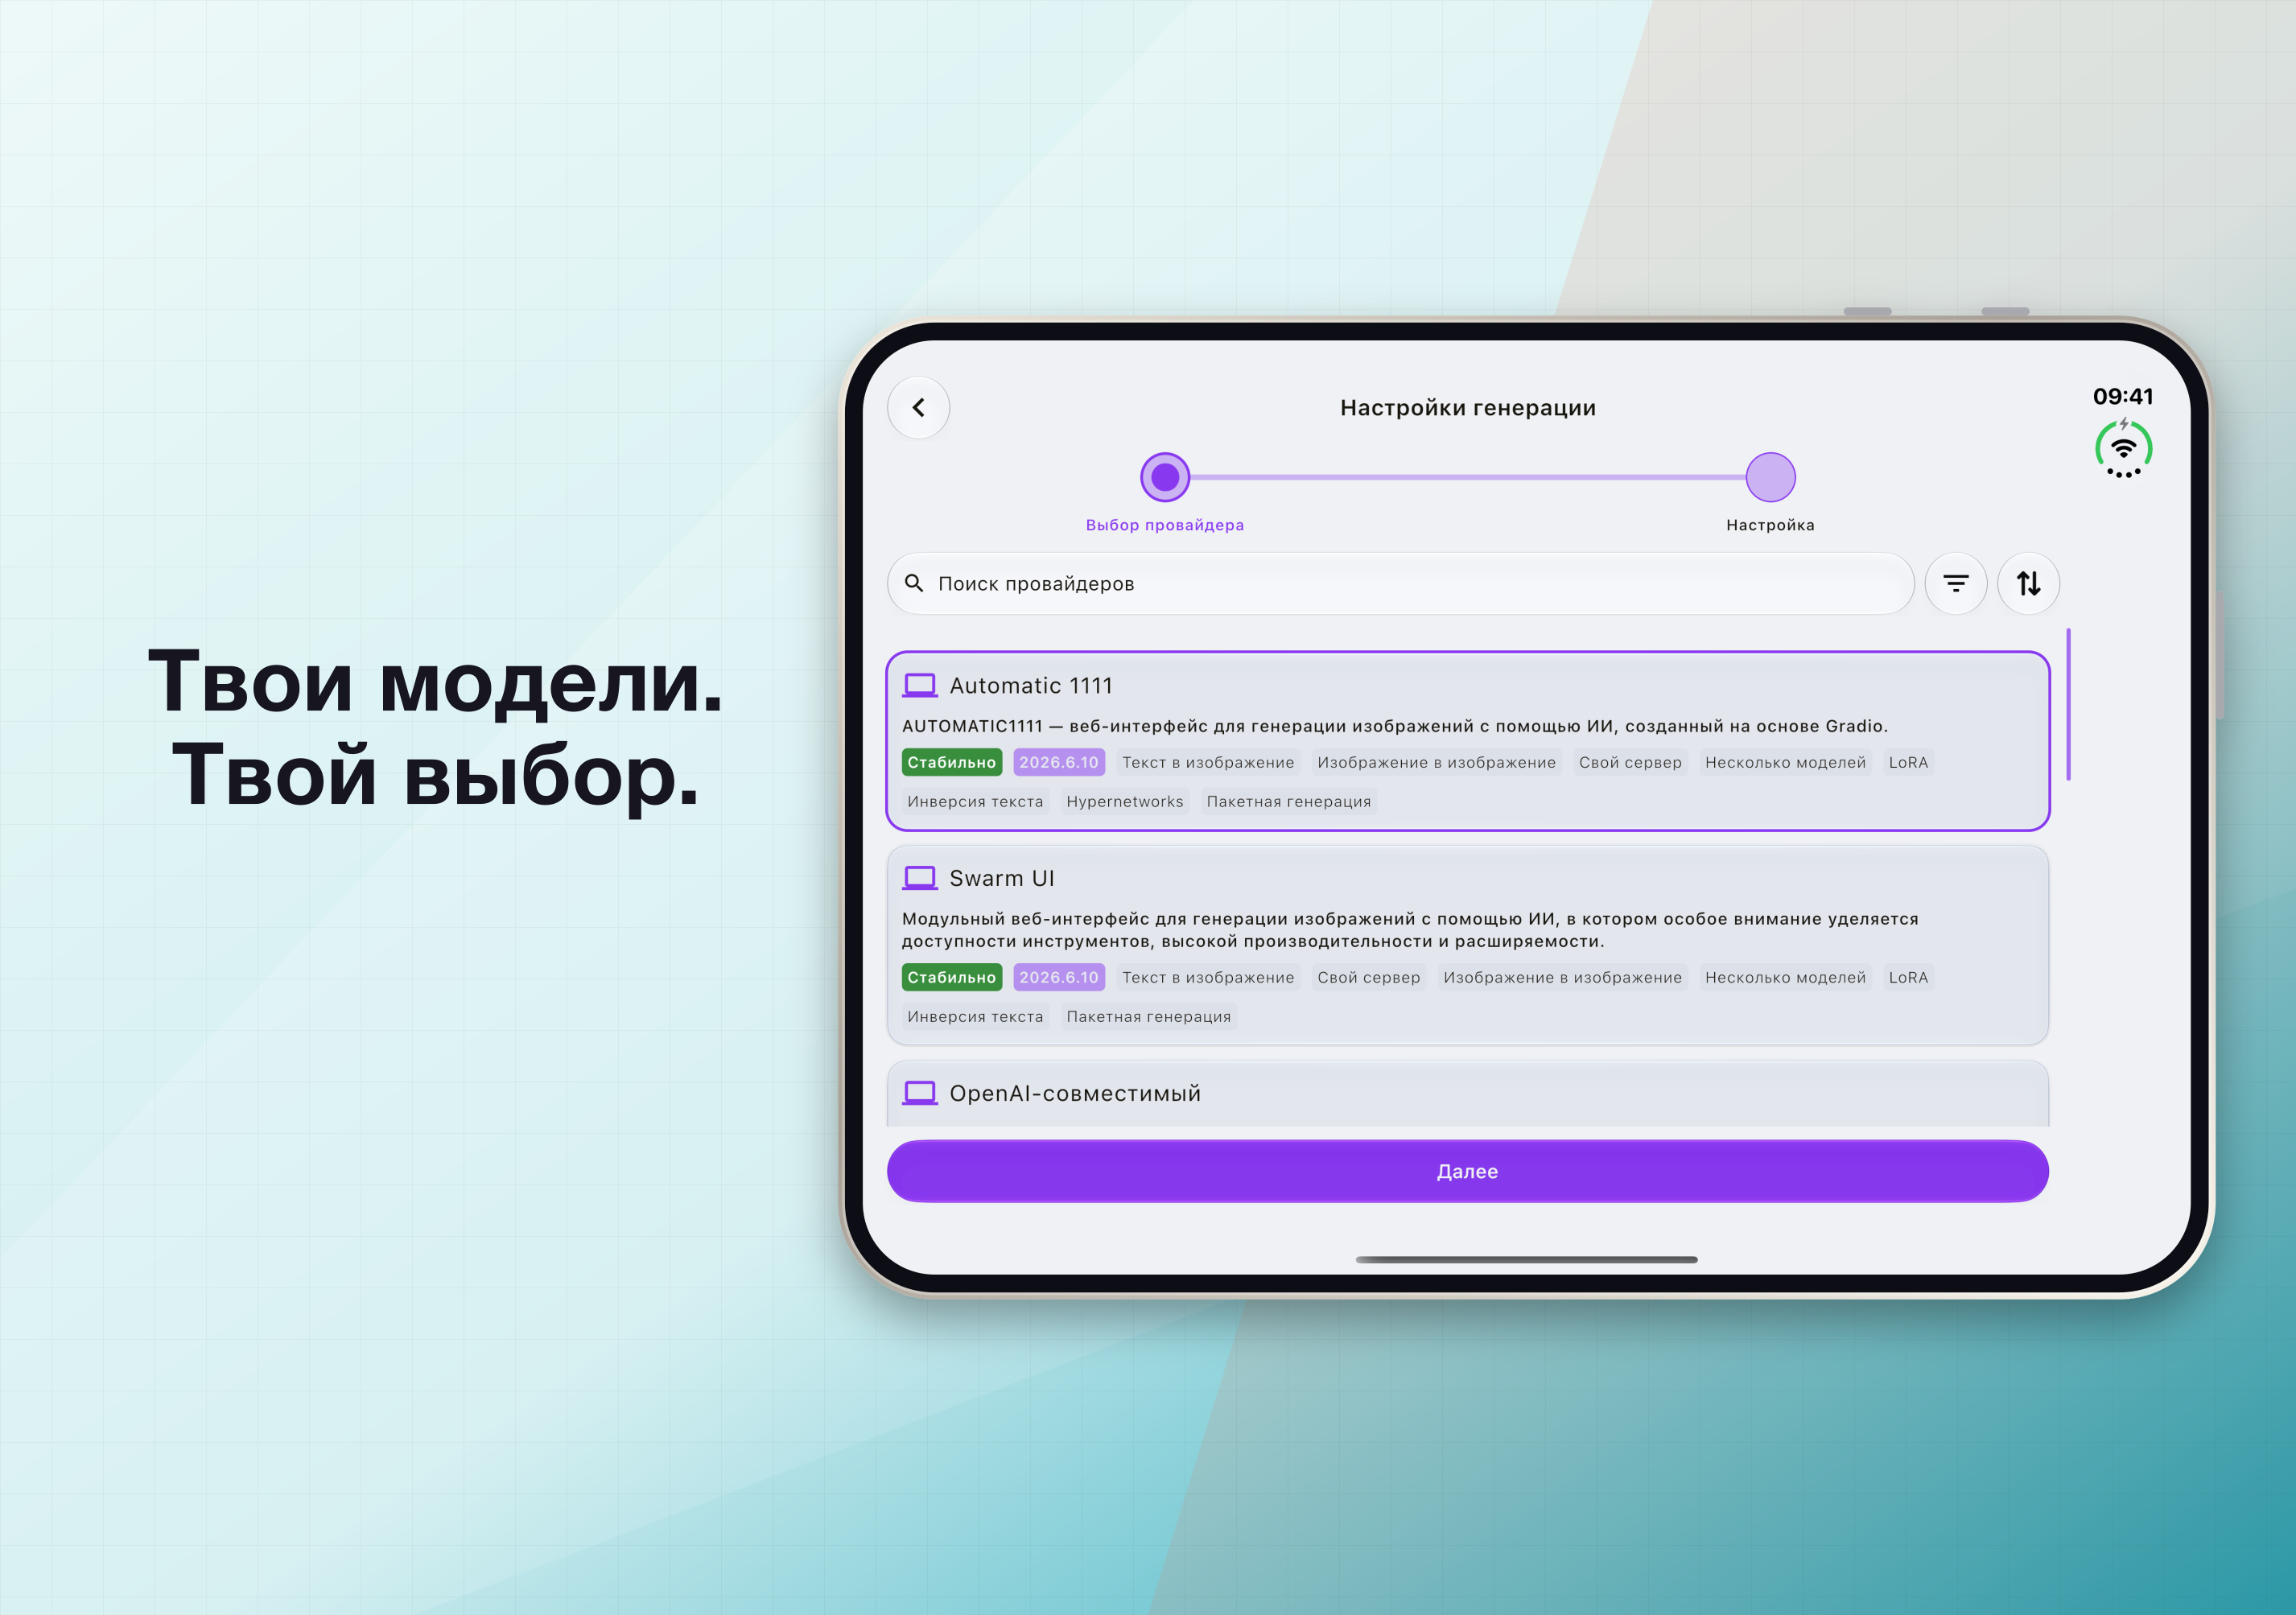 Твои модели.
Твой выбор.
Настройки генерации
09:41
Выбор провайдера
Настройка
Поиск провайдеров
Automatic 1111
AUTOMATIC1111 — веб-интерфейс для генерации изображений с помощью ИИ, созданный на основе Gradio.
Стабильно 2026.6.10 Текст в изображение Изображение в изображение Свой сервер Несколько моделей LoRA
Инверсия текста Hypernetworks Пакетная генерация
Swarm UI
Модульный веб-интерфейс для генерации изображений с помощью ИИ, в котором особое внимание уделяется
доступности инструментов, высокой производительности и расширяемости.
Стабильно 2026.6.10 Текст в изображение Свой сервер Изображение в изображение Несколько моделей LoRA
Инверсия текста Пакетная генерация
OpenAI-совместимый
Далее